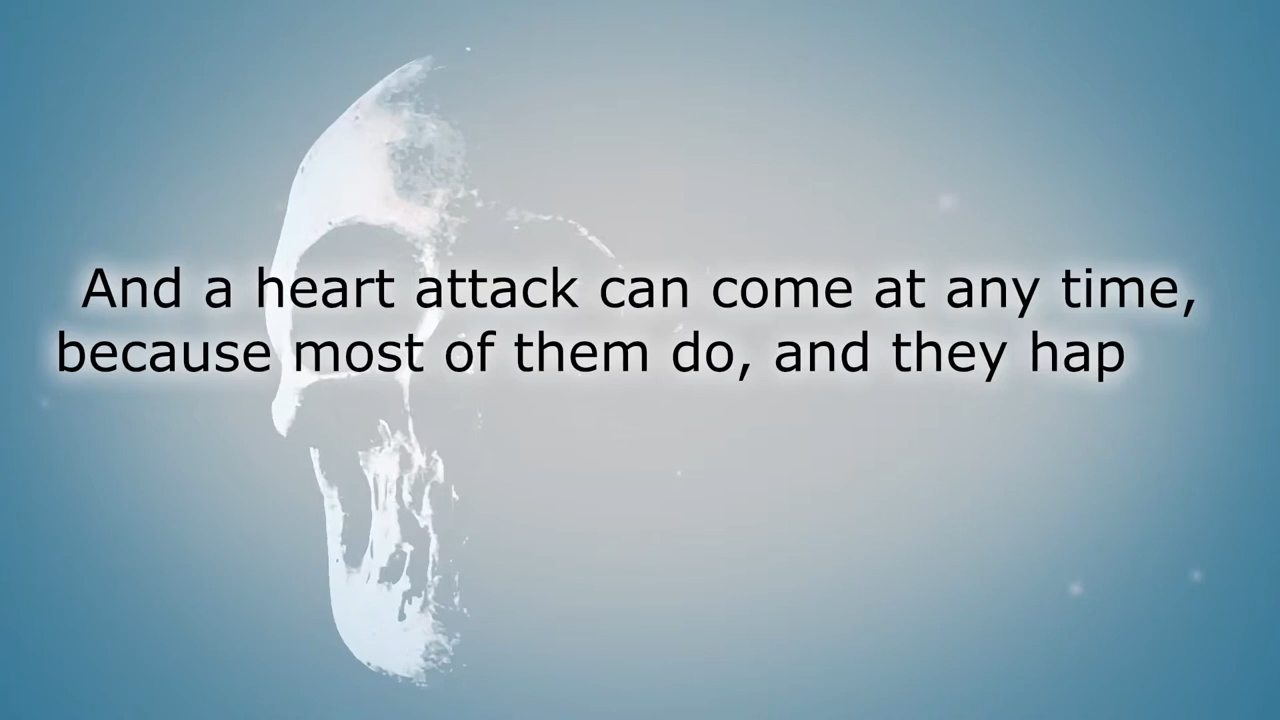 And a heart attack can come at any time,
because most of them do, and they hap